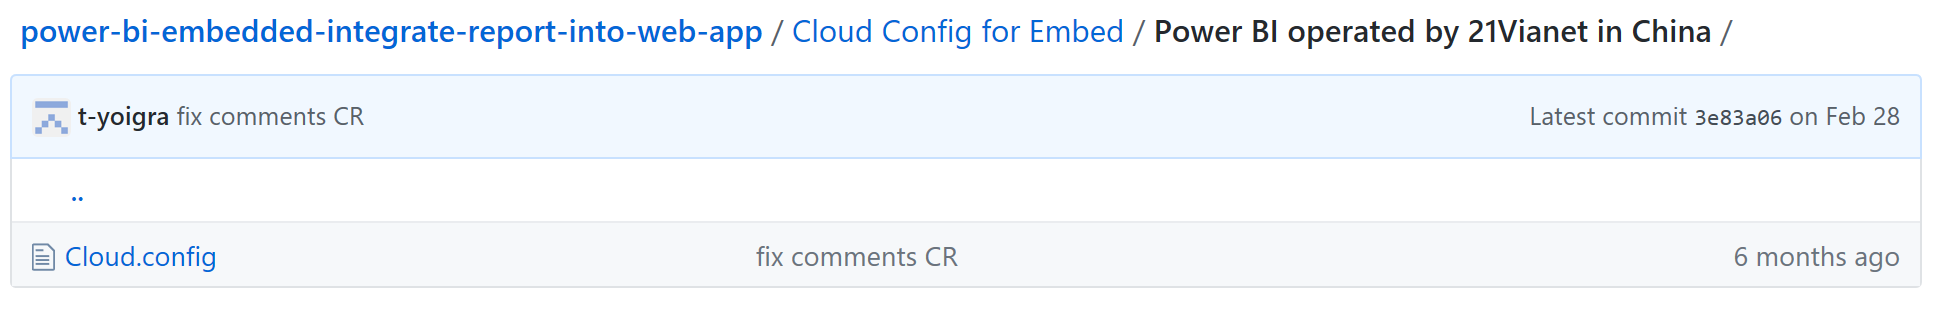 power-bi-embedded-integrate-report-into-web-app / Cloud Config for Embed / Power BI operated by 21Vianet in China /
t-yoigra fix comments CR Latest commit 3e83a06 on Feb 28
..
Cloud.config fix comments CR 6 months ago